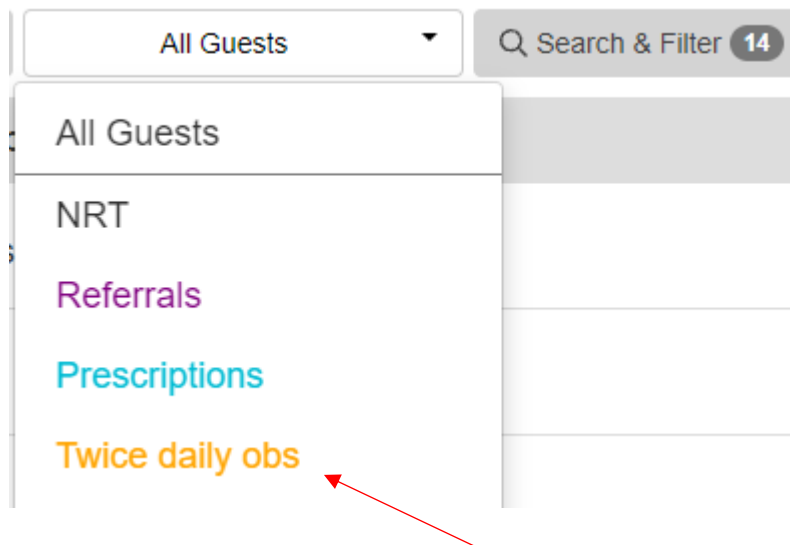 All Guests
Search & Filter 14
All Guests
NRT
Referrals
Prescriptions
Twice daily obs